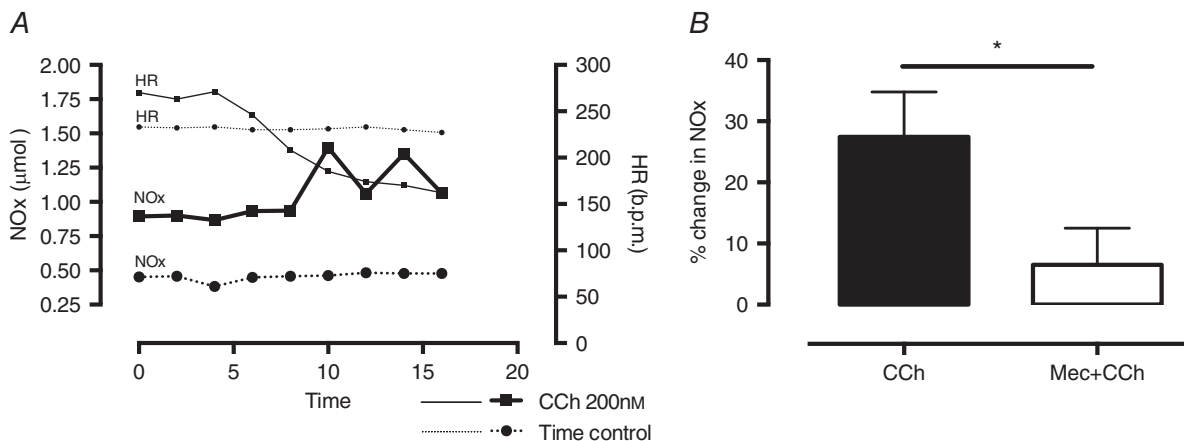 A
NOx (μmol)
2.00
1.75
1.50
1.25
1.00
0.75
0.50
0.25
HR
HR
NOx
NOx
300
250
200
150
100
50
0
HR (b.p.m.)
0 5 10 15 20
Time
CCh 200nM
Time control
B
% change in NOx
40
30
20
10
0
*
CCh Mec+CCh